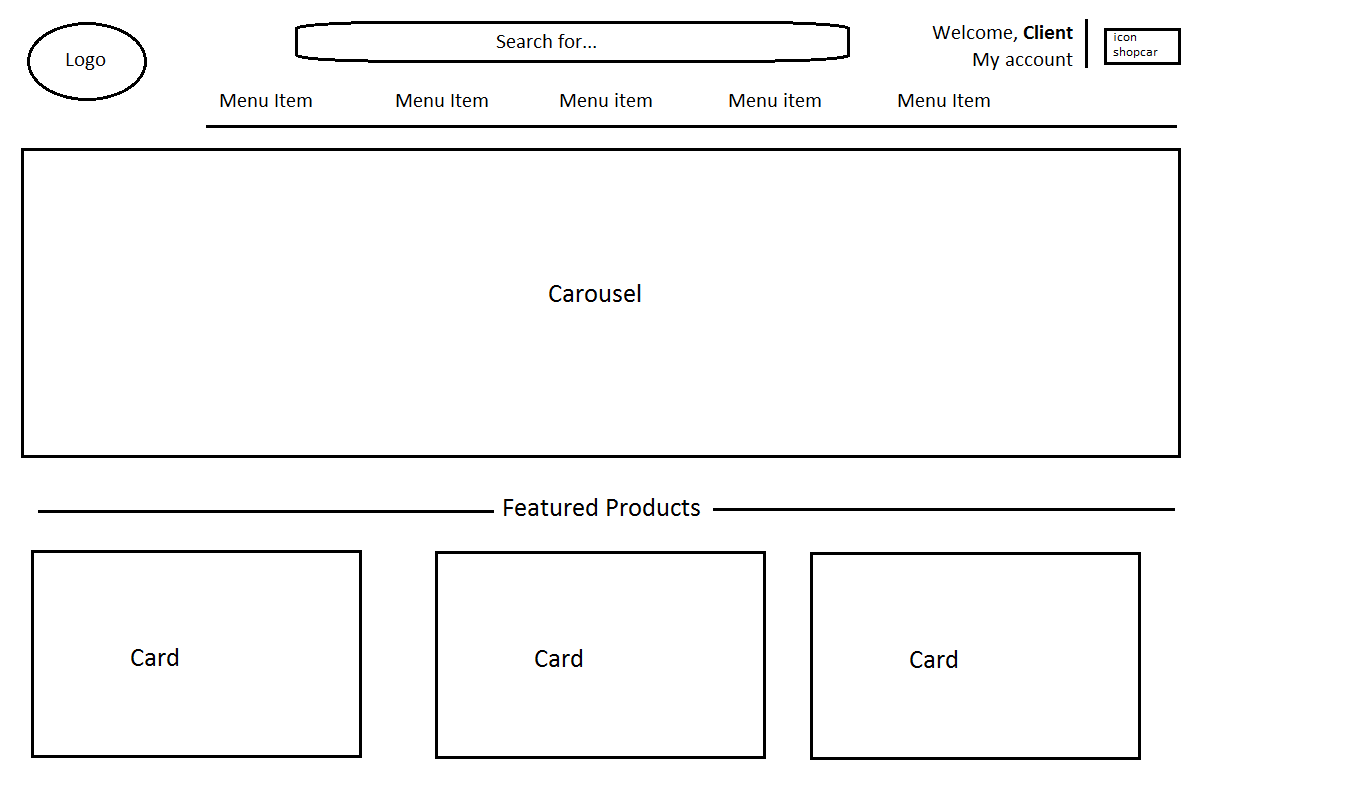 Logo
Search for...
Welcome, Client
My account
icon
shopcar
Menu Item
Menu Item
Menu item
Menu item
Menu Item
Carousel
Featured Products
Card
Card
Card